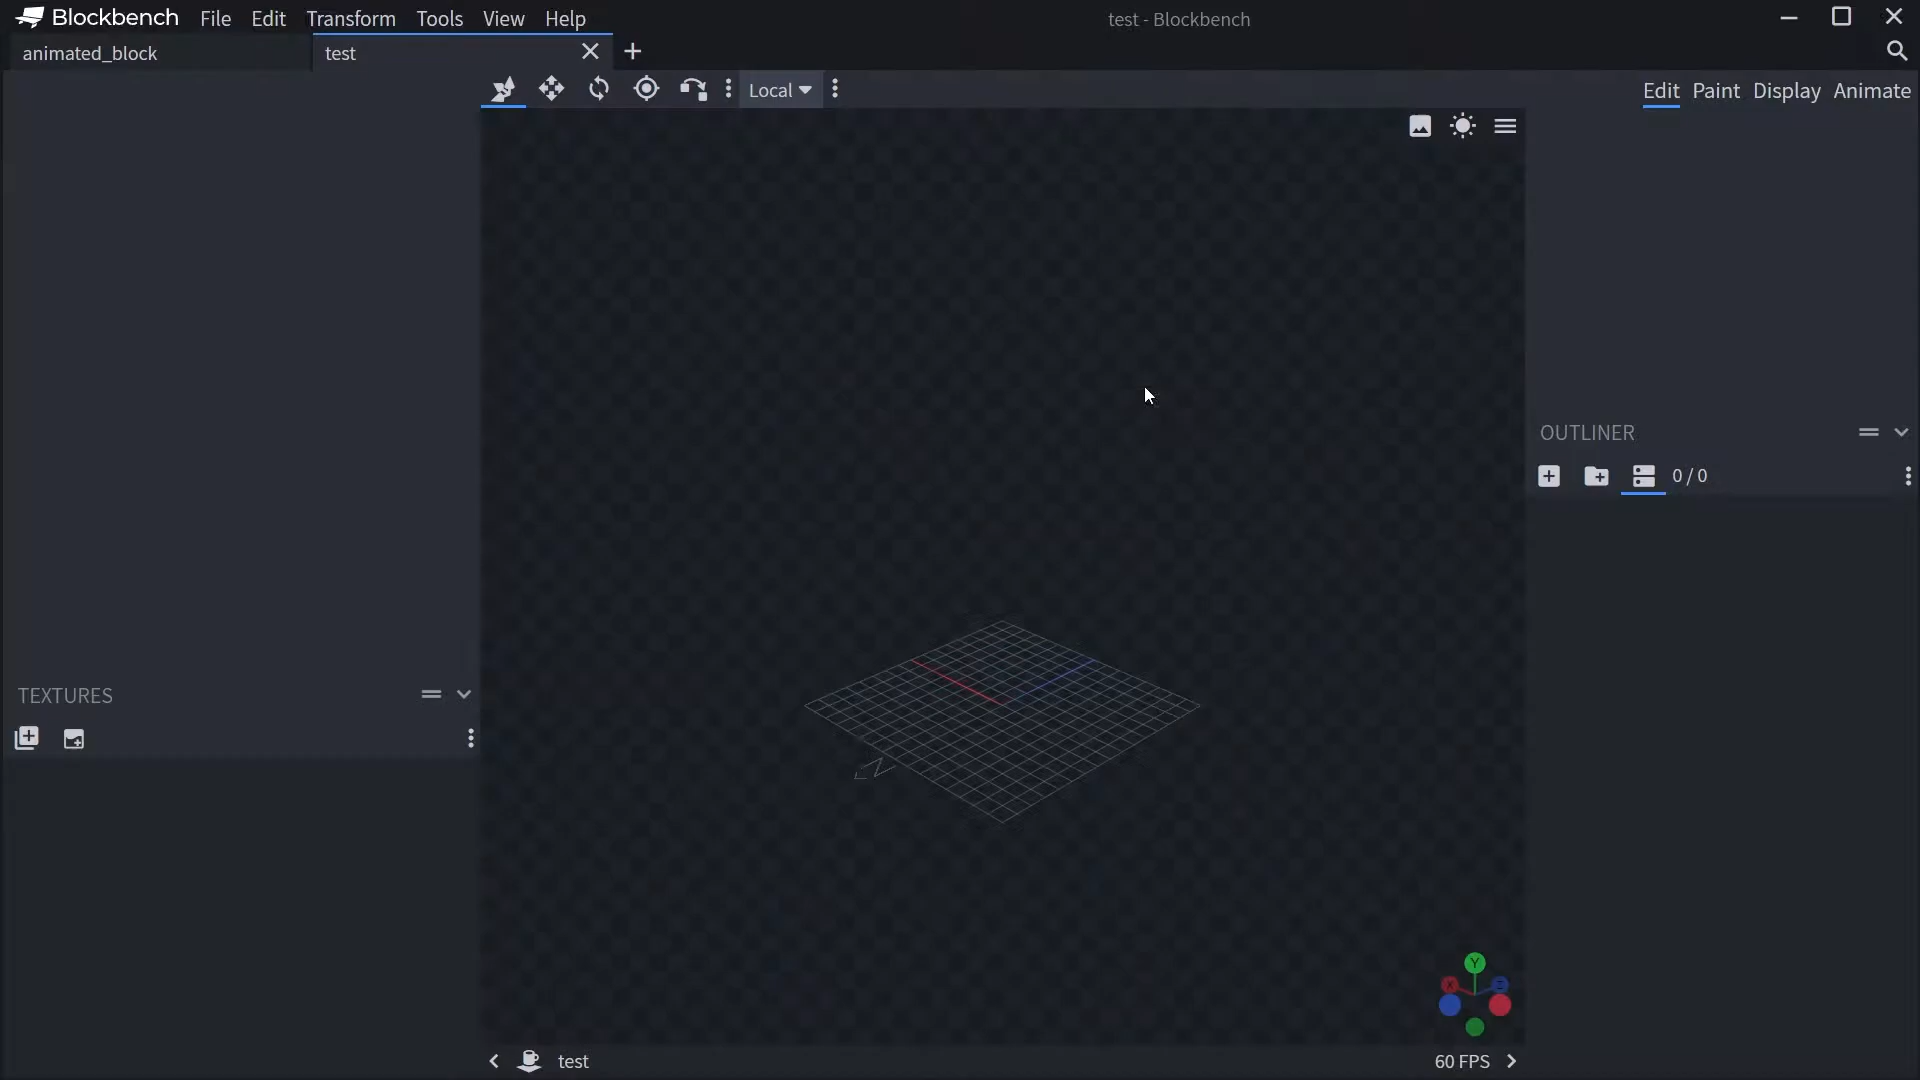 Blockbench File Edit Transform Tools View Help test - Blockbench
animated_block test
Local Edit Paint Display Animate
OUTLINER
0 / 0
TEXTURES
Y
X Z
test 60 FPS